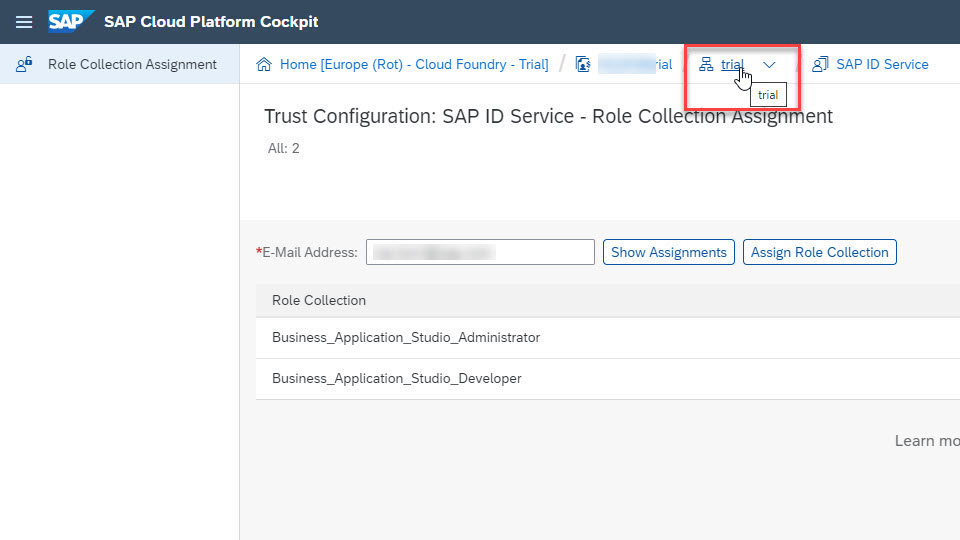 SAP SAP Cloud Platform Cockpit
Role Collection Assignment
Home [Europe (Rot) - Cloud Foundry - Trial] / rial / trial / SAP ID Service
trial
Trust Configuration: SAP ID Service - Role Collection Assignment
All: 2
*E-Mail Address: Show Assignments Assign Role Collection
Role Collection
Business_Application_Studio_Administrator
Business_Application_Studio_Developer
Learn mo